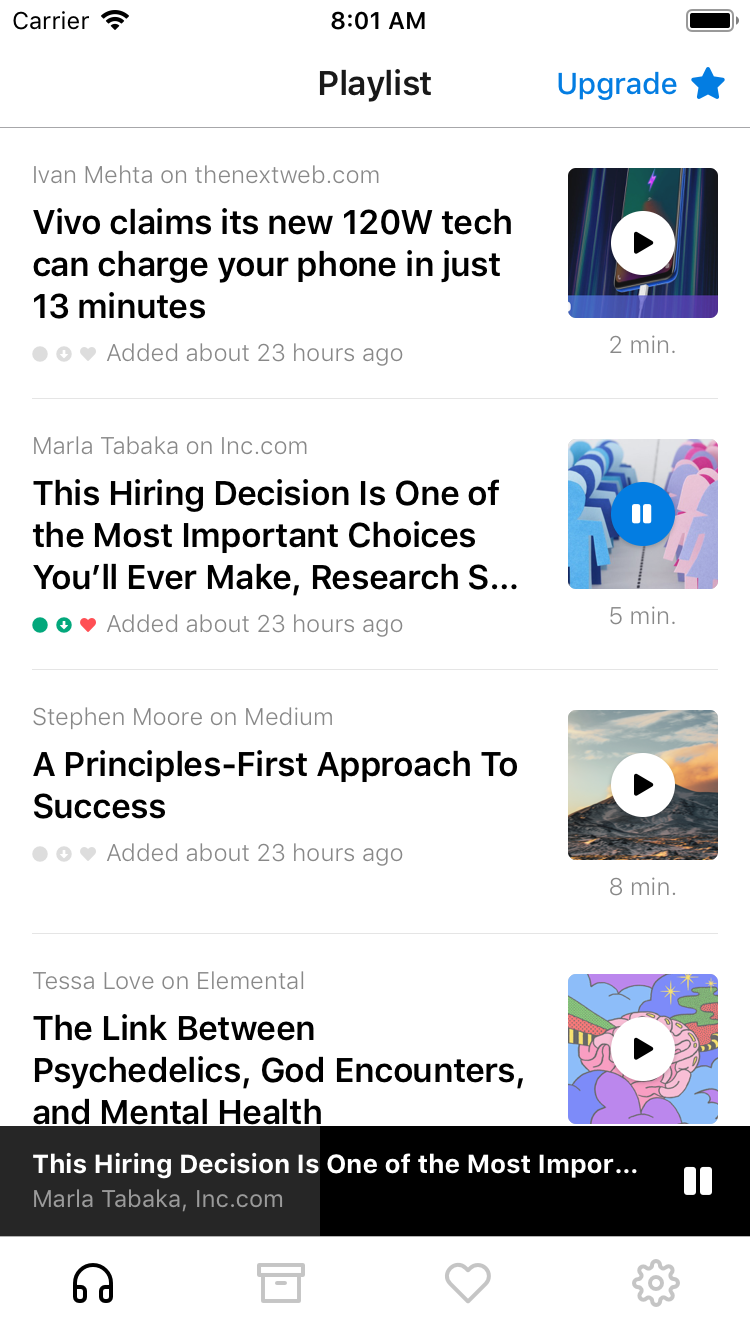 Carrier 8:01 AM
Playlist Upgrade
Ivan Mehta on thenextweb.com
Vivo claims its new 120W tech
can charge your phone in just
13 minutes
Added about 23 hours ago
2 min.
Marla Tabaka on Inc.com
This Hiring Decision Is One of
the Most Important Choices
You’ll Ever Make, Research S...
Added about 23 hours ago
5 min.
Stephen Moore on Medium
A Principles-First Approach To
Success
Added about 23 hours ago
8 min.
Tessa Love on Elemental
The Link Between
Psychedelics, God Encounters,
and Mental Health
This Hiring Decision Is One of the Most Impor...
Marla Tabaka, Inc.com